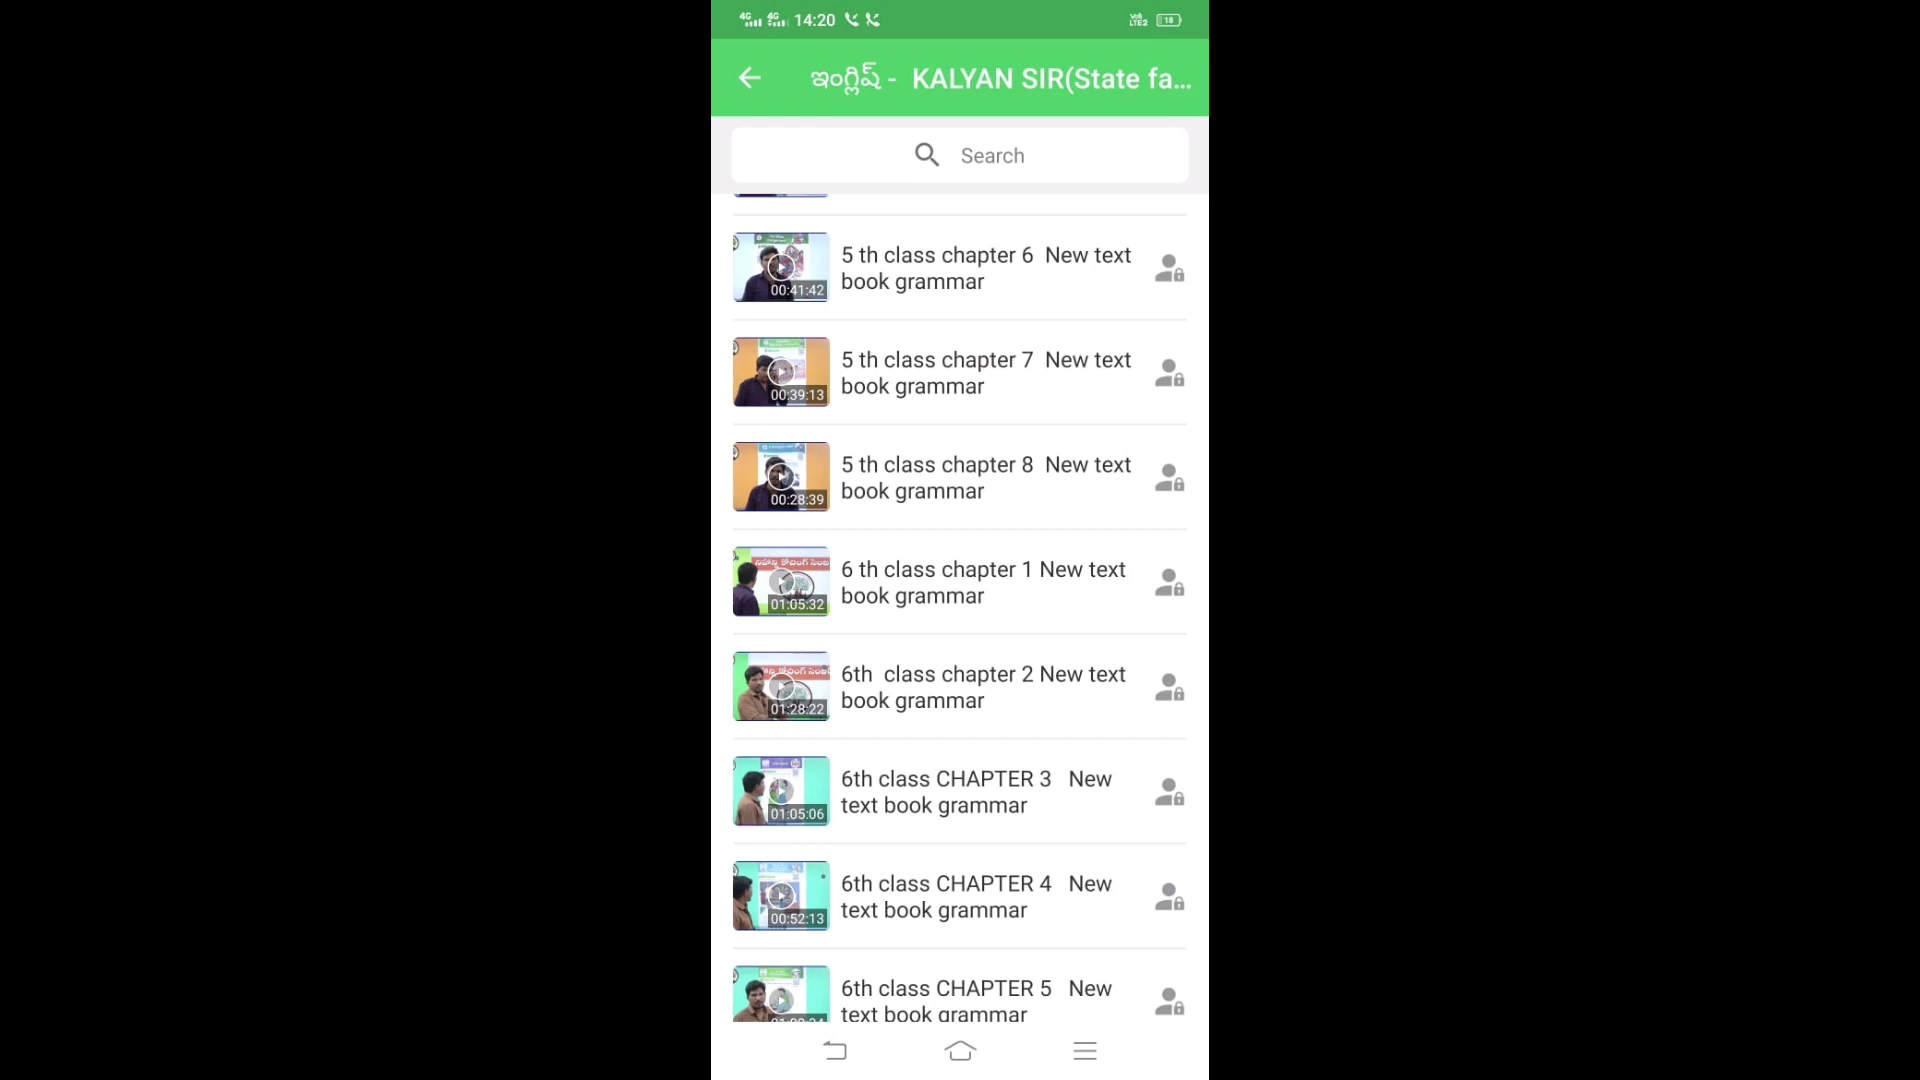 14:20
18
ఇంగ్లిష్ - KALYAN SIR(State fa...
Search
5 th class chapter 6 New text
book grammar
00:41:42
5 th class chapter 7 New text
book grammar
00:39:13
5 th class chapter 8 New text
book grammar
00:28:39
6 th class chapter 1 New text
book grammar
01:05:32
6th class chapter 2 New text
book grammar
01:28:22
6th class CHAPTER 3 New
text book grammar
01:05:06
6th class CHAPTER 4 New
text book grammar
00:52:13
6th class CHAPTER 5 New
text book grammar